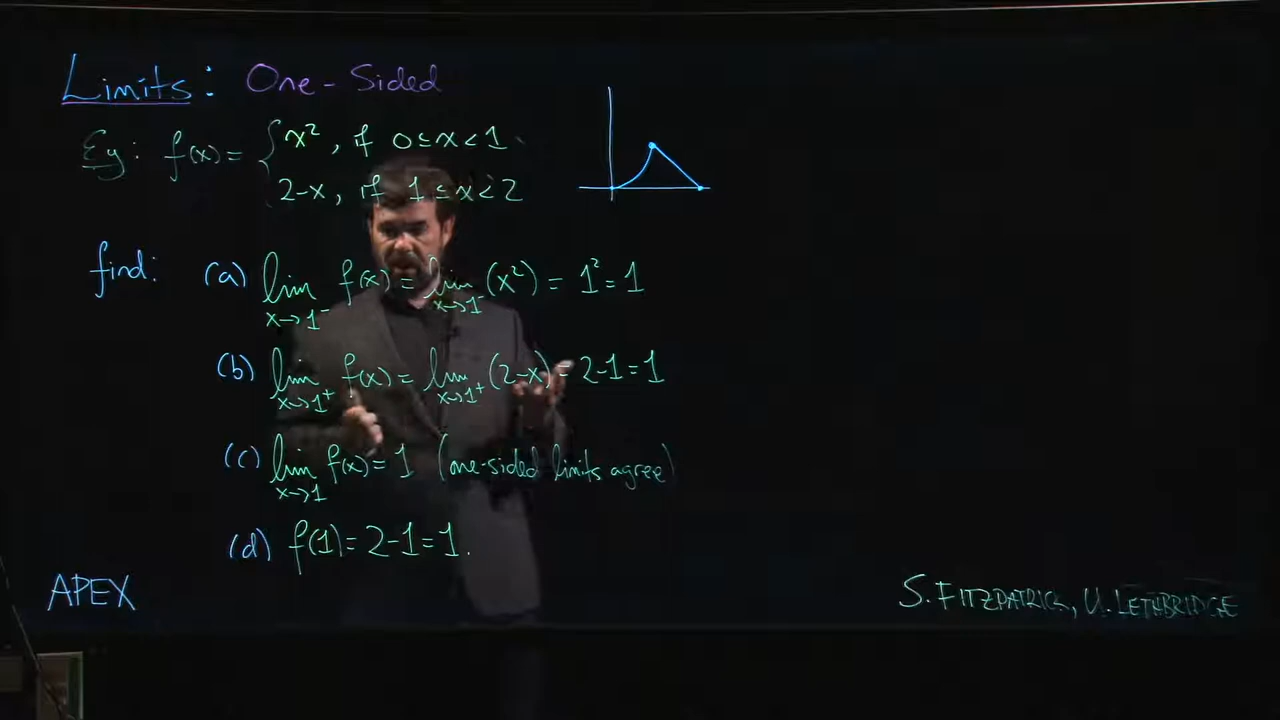 Limits: One-Sided
Eg: f(x) = { x², if 0 ≤ x < 1
2-x, if 1 ≤ x < 2
find: (a) lim x→1⁻ f(x) = lim x→1⁻ (x²) = 1² = 1
(b) lim x→1⁺ f(x) = lim x→1⁺ (2-x) = 2-1 = 1
(c) lim x→1 f(x) = 1 (one-sided limits agree)
(d) f(1) = 2-1 = 1.
APEX
S. FITZPATRICK, U. LETHBRIDGE